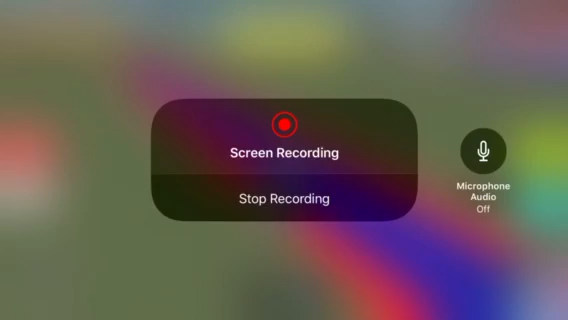 Screen Recording
Stop Recording
Microphone
Audio
Off